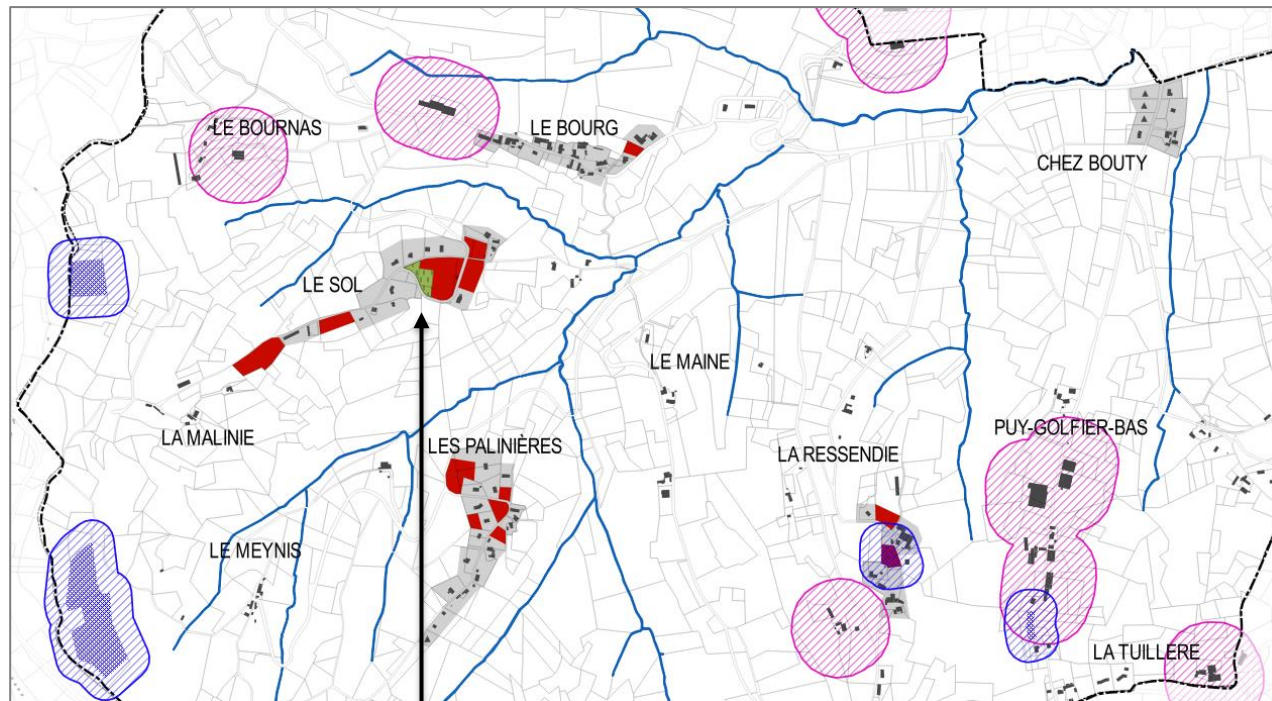 LE BOURNAS
LE BOURG
CHEZ BOUTY
LE SOL
LE MAINE
LA MALINIE
LES PALINIÈRES
LA RESSENDIE
PUY-GOLFIER-BAS
LE MEYNIS
LA TUILLÈRE